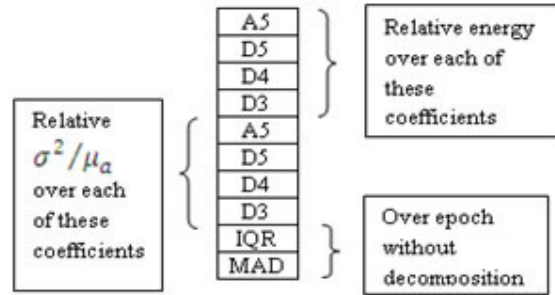 A5
D5
D4
D3
A5
D5
D4
D3
IQR
MAD
Relative energy
over each of
these
coefficients
Relative
σ²/μₐ
over each
of these
coefficients
Over epoch
without
decomposition